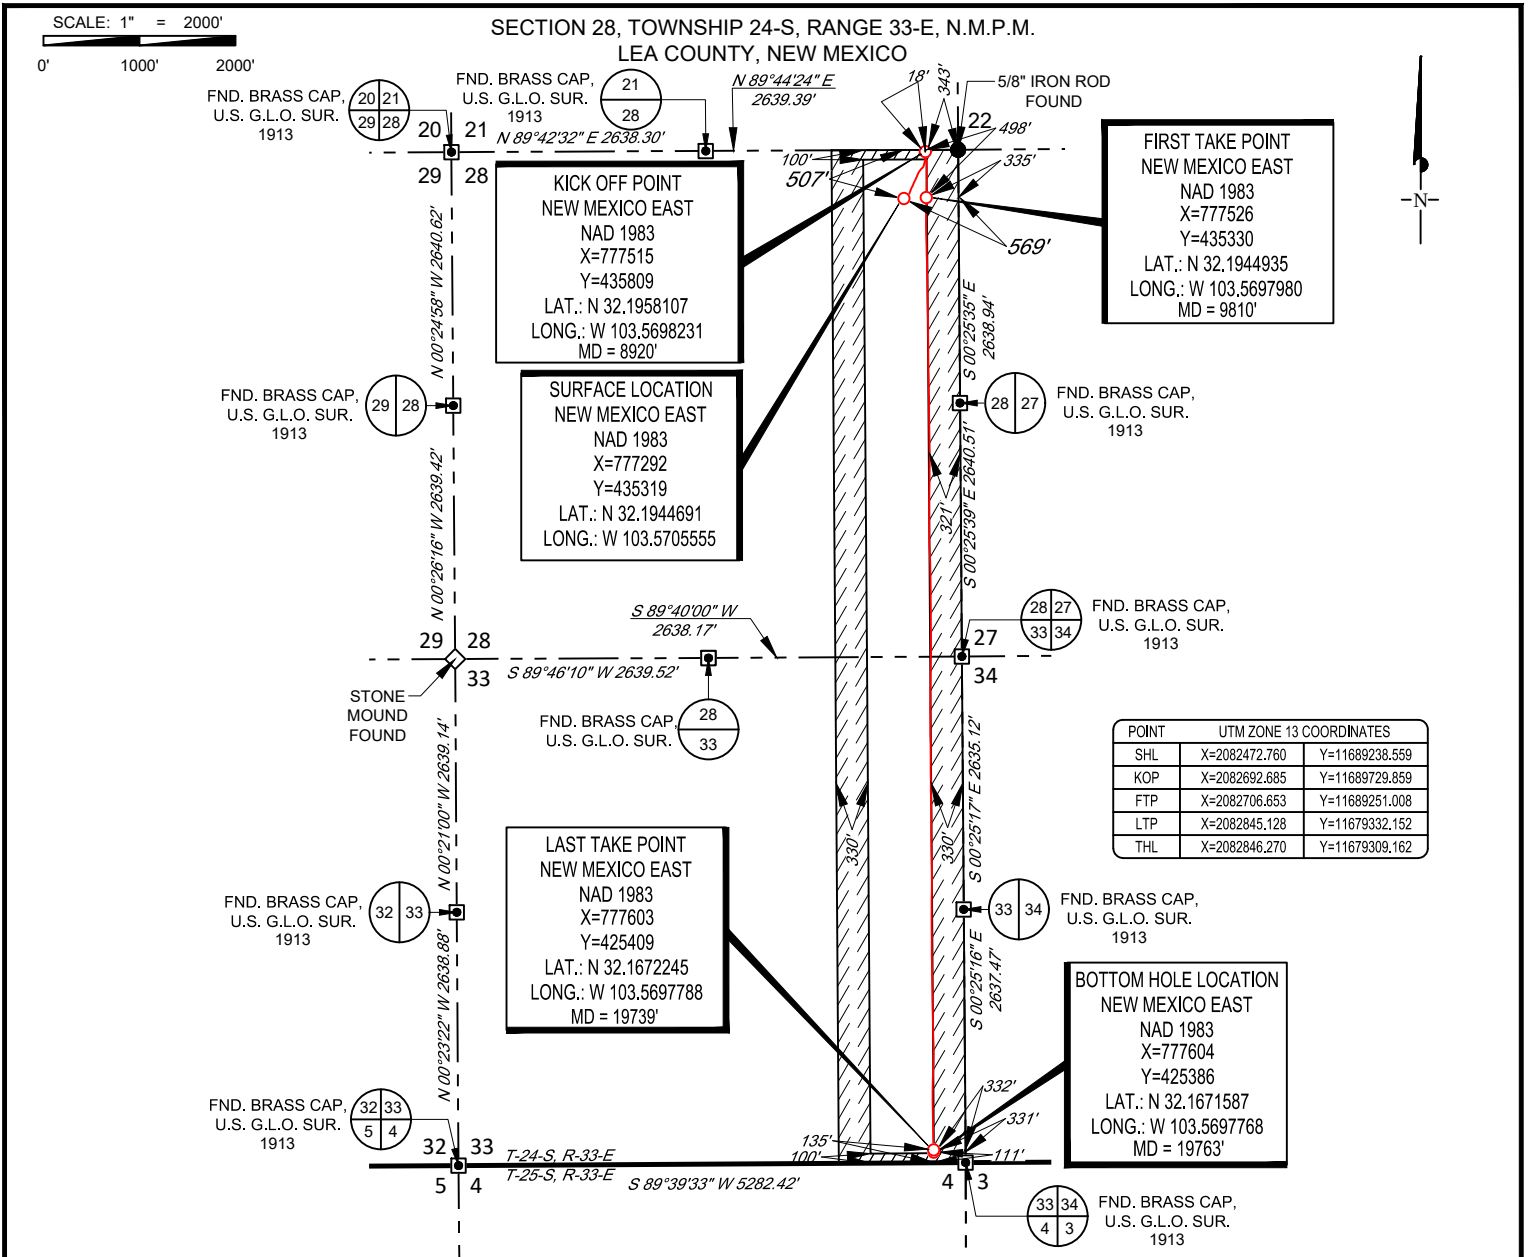 SCALE: 1" = 2000'
0' 1000' 2000'
SECTION 28, TOWNSHIP 24-S, RANGE 33-E, N.M.P.M.
LEA COUNTY, NEW MEXICO
FND. BRASS CAP,
U.S. G.L.O. SUR.
1913
20 21
29 28
FND. BRASS CAP,
U.S. G.L.O. SUR.
1913
21
28
N 89°44'24" E
2639.39'
18'
343'
5/8" IRON ROD
FOUND
20 21
N 89°42'32" E 2638.30'
22
498'
29 28
100'
507'
335'
569'
KICK OFF POINT
NEW MEXICO EAST
NAD 1983
X=777515
Y=435809
LAT.: N 32.1958107
LONG.: W 103.5698231
MD = 8920'
FIRST TAKE POINT
NEW MEXICO EAST
NAD 1983
X=777526
Y=435330
LAT.: N 32.1944935
LONG.: W 103.5697980
MD = 9810'
N
N 00°24'58" W 2640.62'
S 00°25'35" E
2638.94'
SURFACE LOCATION
NEW MEXICO EAST
NAD 1983
X=777292
Y=435319
LAT.: N 32.1944691
LONG.: W 103.5705555
FND. BRASS CAP,
U.S. G.L.O. SUR.
1913
29 28
28 27
FND. BRASS CAP,
U.S. G.L.O. SUR.
1913
N 00°26'16" W 2639.42'
321'
S 00°25'39" E 2640.51'
S 89°40'00" W
2638.17'
28 27
33 34
FND. BRASS CAP,
U.S. G.L.O. SUR.
1913
29 28
33
27
34
S 89°46'10" W 2639.52'
STONE
MOUND
FOUND
FND. BRASS CAP,
U.S. G.L.O. SUR.
28
33
POINT UTM ZONE 13 COORDINATES
SHL X=2082472.760 Y=11689238.559
KOP X=2082692.685 Y=11689729.859
FTP X=2082706.653 Y=11689251.008
LTP X=2082845.128 Y=11679332.152
THL X=2082846.270 Y=11679309.162
N 00°21'00" W 2639.14'
330'
330'
S 00°25'17" E 2635.12'
LAST TAKE POINT
NEW MEXICO EAST
NAD 1983
X=777603
Y=425409
LAT.: N 32.1672245
LONG.: W 103.5697788
MD = 19739'
FND. BRASS CAP,
U.S. G.L.O. SUR.
1913
32 33
33 34
FND. BRASS CAP,
U.S. G.L.O. SUR.
1913
N 00°23'22" W 2638.88'
S 00°25'16" E
2637.47'
BOTTOM HOLE LOCATION
NEW MEXICO EAST
NAD 1983
X=777604
Y=425386
LAT.: N 32.1671587
LONG.: W 103.5697768
MD = 19763'
FND. BRASS CAP,
U.S. G.L.O. SUR.
1913
32 33
5 4
332'
331'
135'
100'
111'
32 33
T-24-S, R-33-E
T-25-S, R-33-E
S 89°39'33" W 5282.42'
5 4
4 3
33 34
4 3
FND. BRASS CAP,
U.S. G.L.O. SUR.
1913